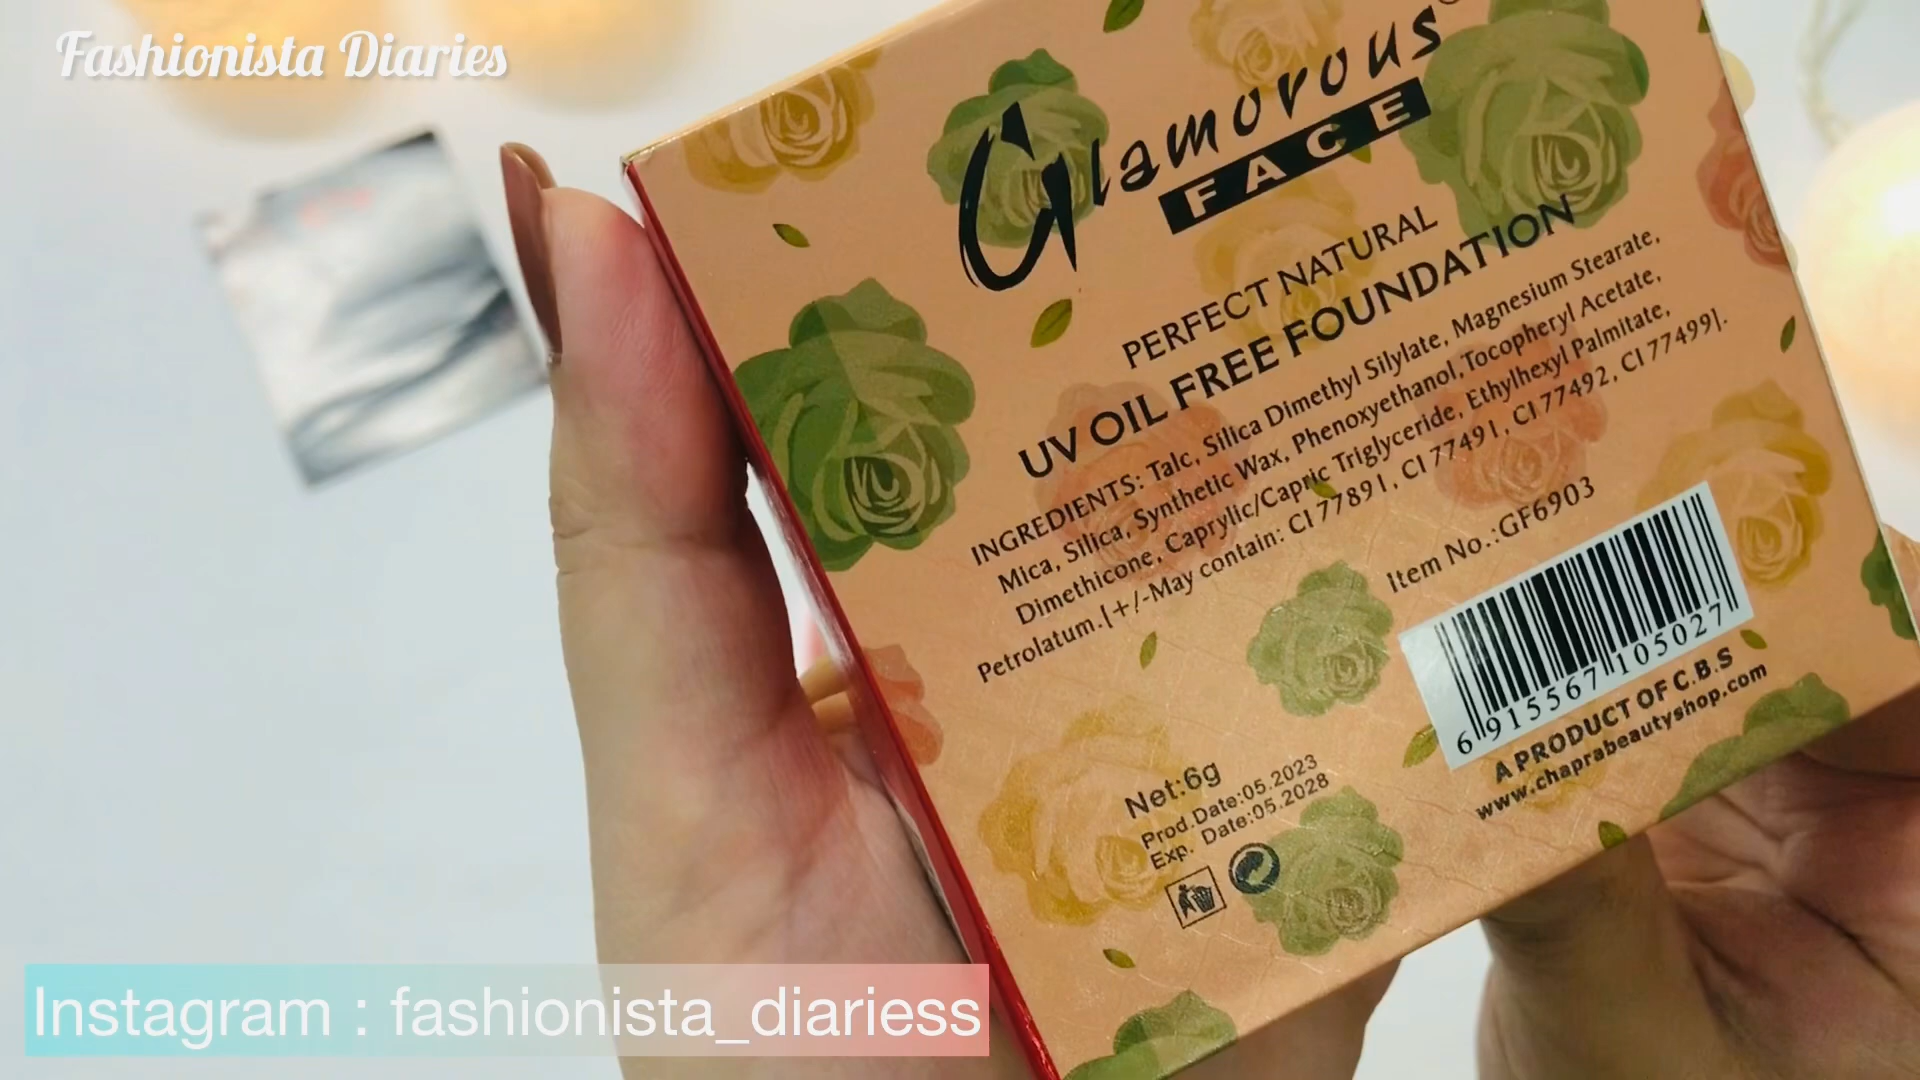 Fashionista Diaries
Glamorous
FACE
PERFECT NATURAL
UV OIL FREE FOUNDATION
INGREDIENTS: Talc, Silica Dimethyl Silylate, Magnesium Stearate,
Mica, Silica, Synthetic Wax, Phenoxyethanol, Tocopheryl Acetate,
Dimethicone, Caprylic/Capric Triglyceride, Ethylhexyl Palmitate,
Petrolatum.[+/-May contain: CI 77891, CI 77491, CI 77492, CI 77499].
Item No.:GF6903
6 915567 105027
A PRODUCT OF C.B.S
www.chaprabeautyshop.com
Net:6g
Prod.Date:05.2023
Exp. Date:05.2028
Instagram : fashionista_diariess